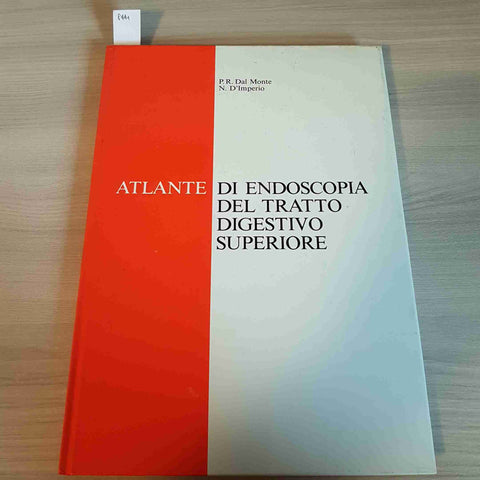 P.R. Dal Monte
N. D'Imperio
ATLANTE DI ENDOSCOPIA
DEL TRATTO
DIGESTIVO
SUPERIORE